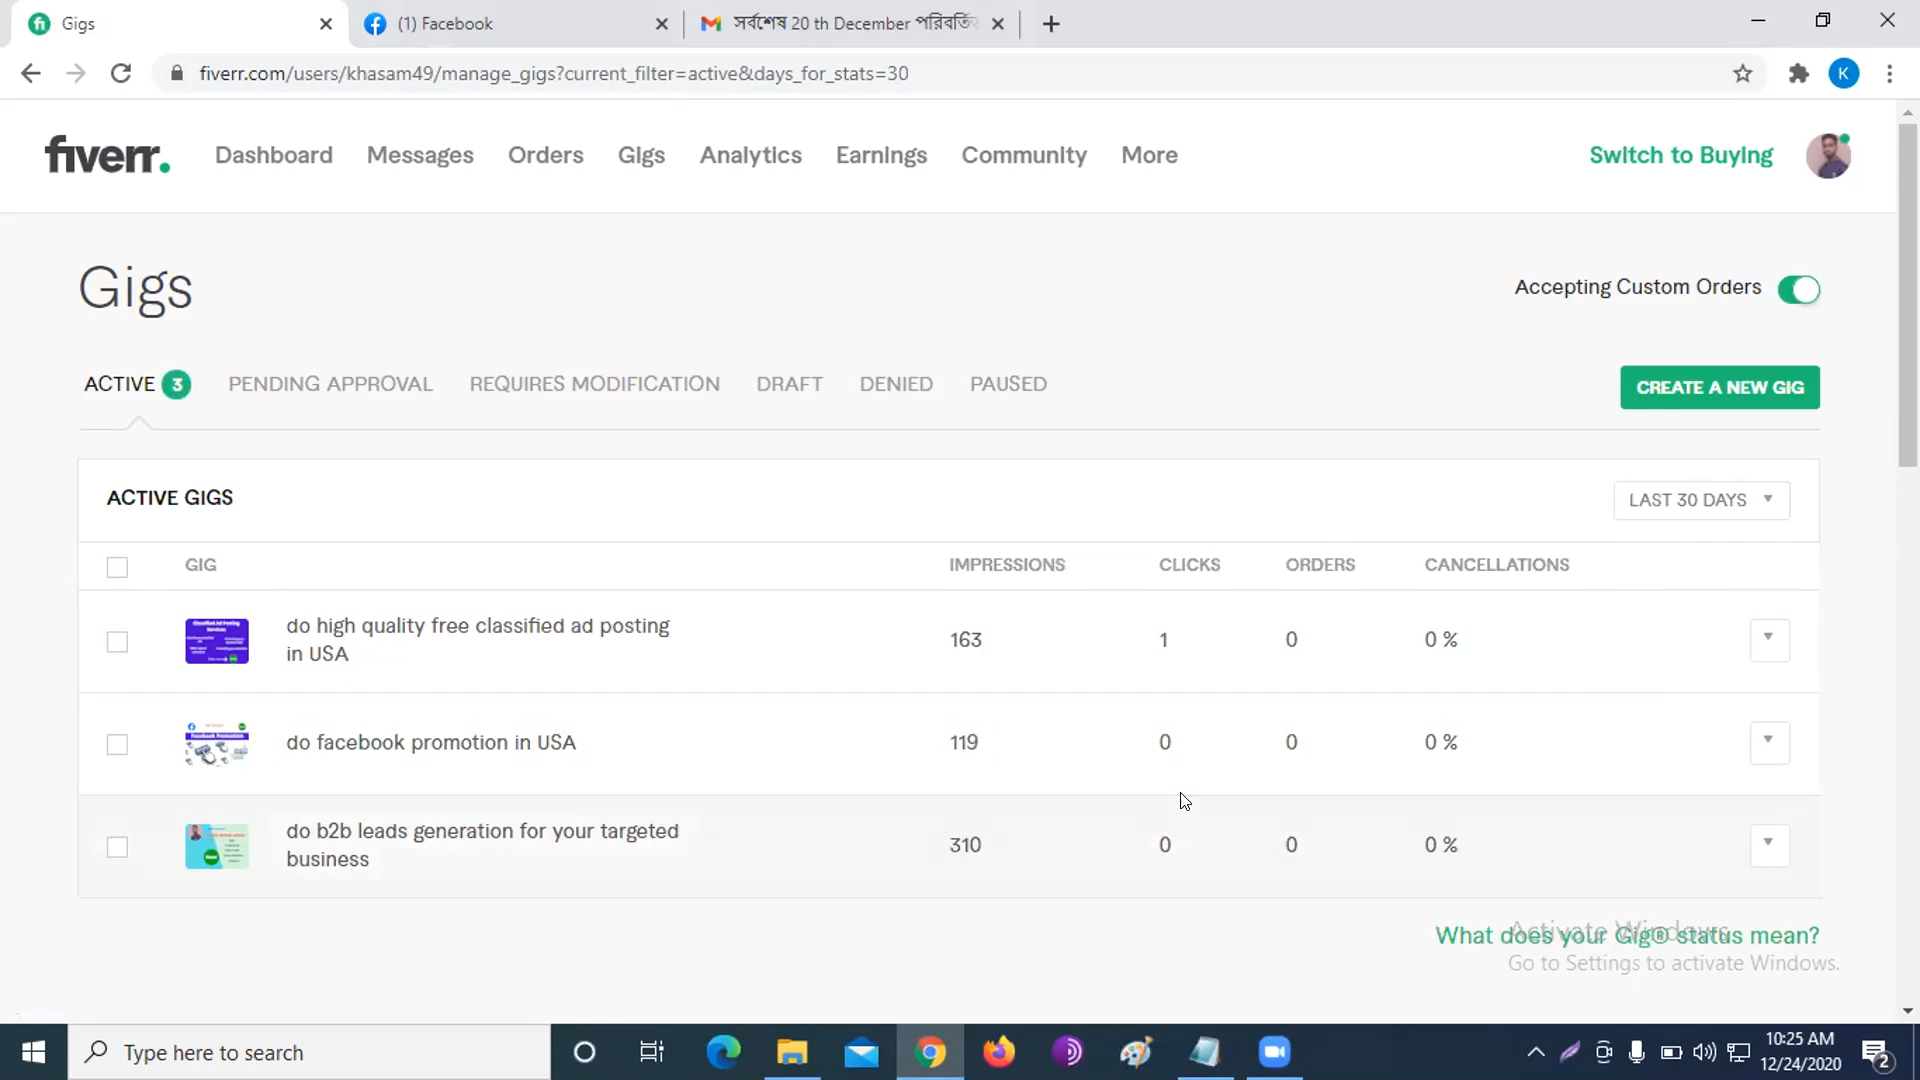 Gigs
(1) Facebook
সর্বশেষ 20 th December
fiverr.com/users/khasam49/manage_gigs?current_filter=active&days_for_stats=30
K
fiverr.
Dashboard
Messages
Orders
Gigs
Analytics
Earnings
Community
More
Switch to Buying
Gigs
Accepting Custom Orders
ACTIVE 3
PENDING APPROVAL
REQUIRES MODIFICATION
DRAFT
DENIED
PAUSED
CREATE A NEW GIG
ACTIVE GIGS
LAST 30 DAYS
GIG
IMPRESSIONS
CLICKS
ORDERS
CANCELLATIONS
do high quality free classified ad posting
in USA
163
1
0
0 %
do facebook promotion in USA
119
0
0
0 %
do b2b leads generation for your targeted
business
310
0
0
0 %
What does your Gig® status mean?
Activate Windows
Go to Settings to activate Windows.
Type here to search
10:25 AM
12/24/2020
2